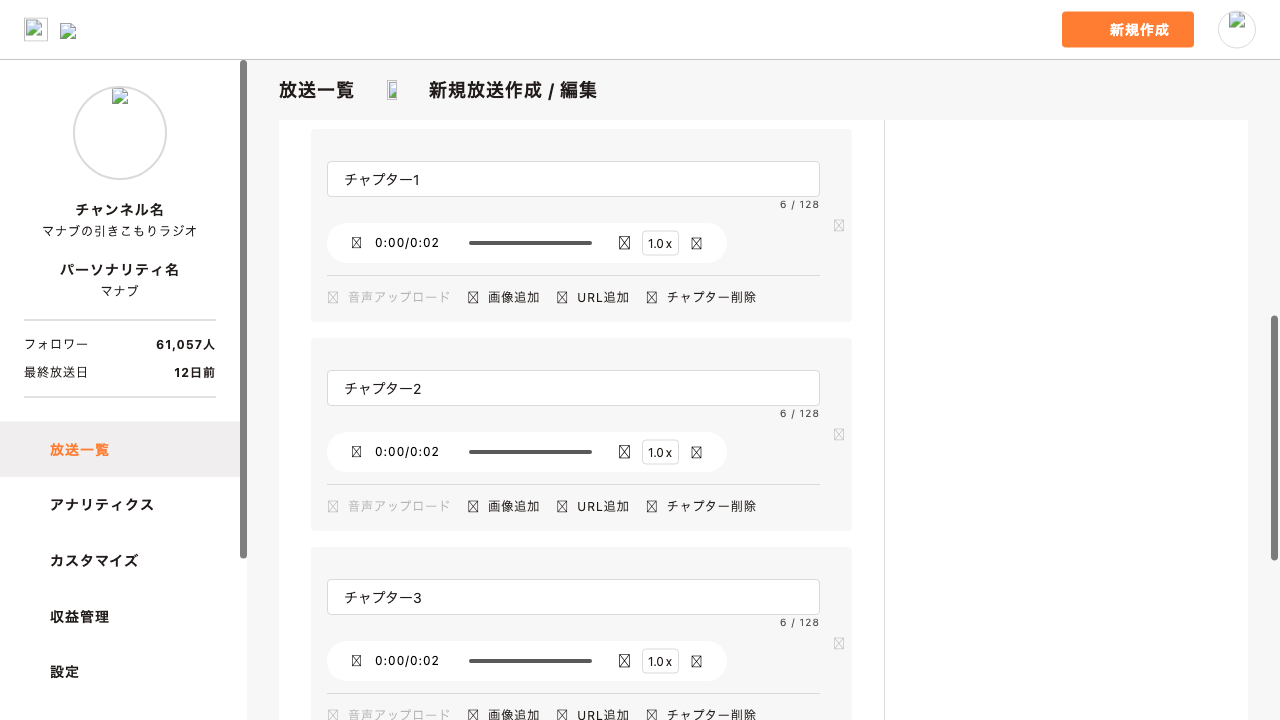 新規作成
チャンネル名
マナブの引きこもりラジオ
パーソナリティ名
マナブ
フォロワー 61,057人
最終放送日 12日前
放送一覧
アナリティクス
カスタマイズ
収益管理
設定
放送一覧 新規放送作成 / 編集
チャプター1
6 / 128
0:00/0:02 1.0x
音声アップロード 画像追加 URL追加 チャプター削除
チャプター2
6 / 128
0:00/0:02 1.0x
音声アップロード 画像追加 URL追加 チャプター削除
チャプター3
6 / 128
0:00/0:02 1.0x
音声アップロード 画像追加 URL追加 チャプター削除